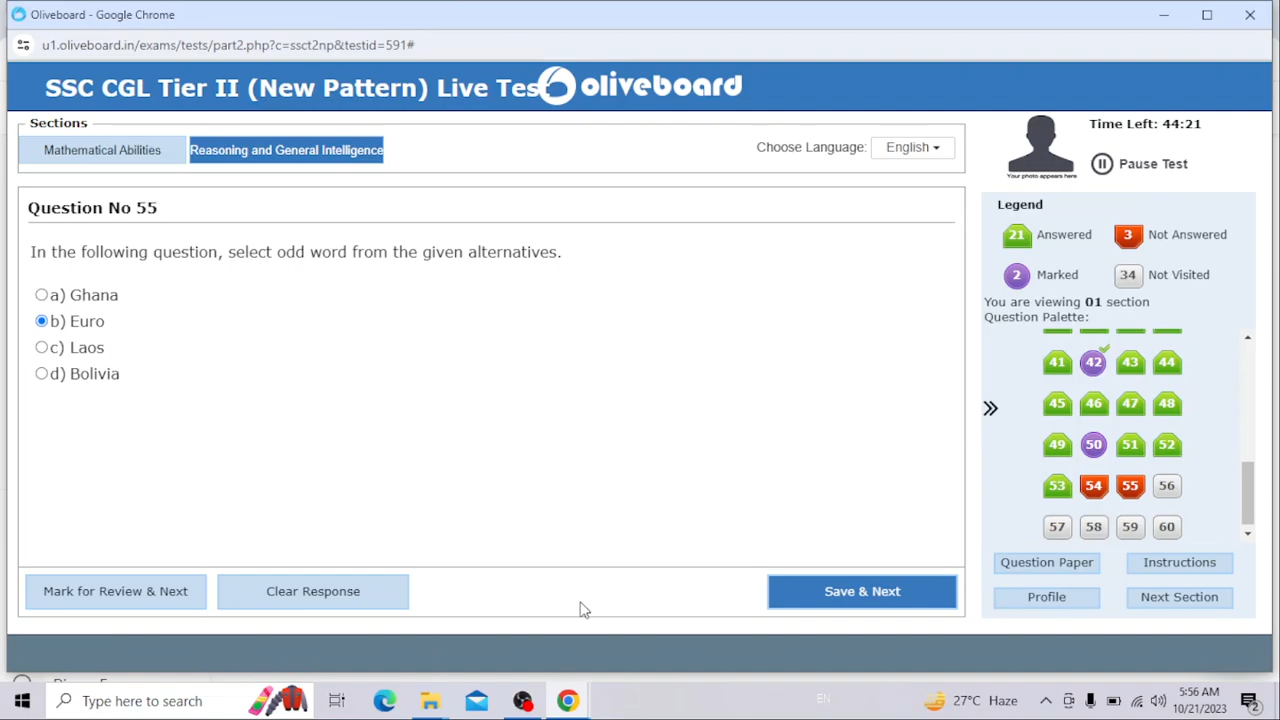 Oliveboard - Google Chrome
u1.oliveboard.in/exams/tests/part2.php?c=ssct2np&testid=591#
SSC CGL Tier II (New Pattern) Live Tes
oliveboard
Sections
Mathematical Abilities
Reasoning and General Intelligence
Choose Language: English
Time Left: 44:21
Pause Test
Your photo appears here
Question No 55
In the following question, select odd word from the given alternatives.
a) Ghana
b) Euro
c) Laos
d) Bolivia
Legend
21 Answered 3 Not Answered
2 Marked 34 Not Visited
You are viewing 01 section
Question Palette:
41 42 43 44
45 46 47 48
49 50 51 52
53 54 55 56
57 58 59 60
Question Paper Instructions
Profile Next Section
Mark for Review & Next Clear Response Save & Next
Type here to search
EN
27°C Haze
5:56 AM
10/21/2023
2